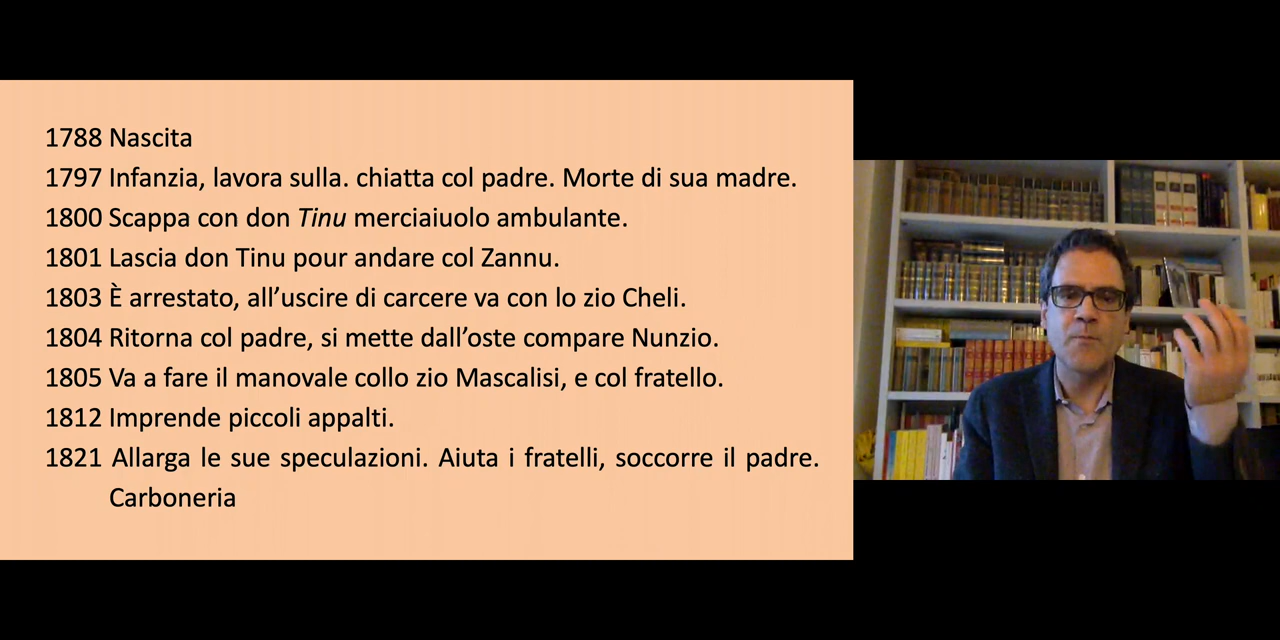 1788 Nascita
1797 Infanzia, lavora sulla. chiatta col padre. Morte di sua madre.
1800 Scappa con don Tinu merciaiuolo ambulante.
1801 Lascia don Tinu pour andare col Zannu.
1803 È arrestato, all’uscire di carcere va con lo zio Cheli.
1804 Ritorna col padre, si mette dall’oste compare Nunzio.
1805 Va a fare il manovale collo zio Mascalisi, e col fratello.
1812 Imprende piccoli appalti.
1821 Allarga le sue speculazioni. Aiuta i fratelli, soccorre il padre.
Carboneria